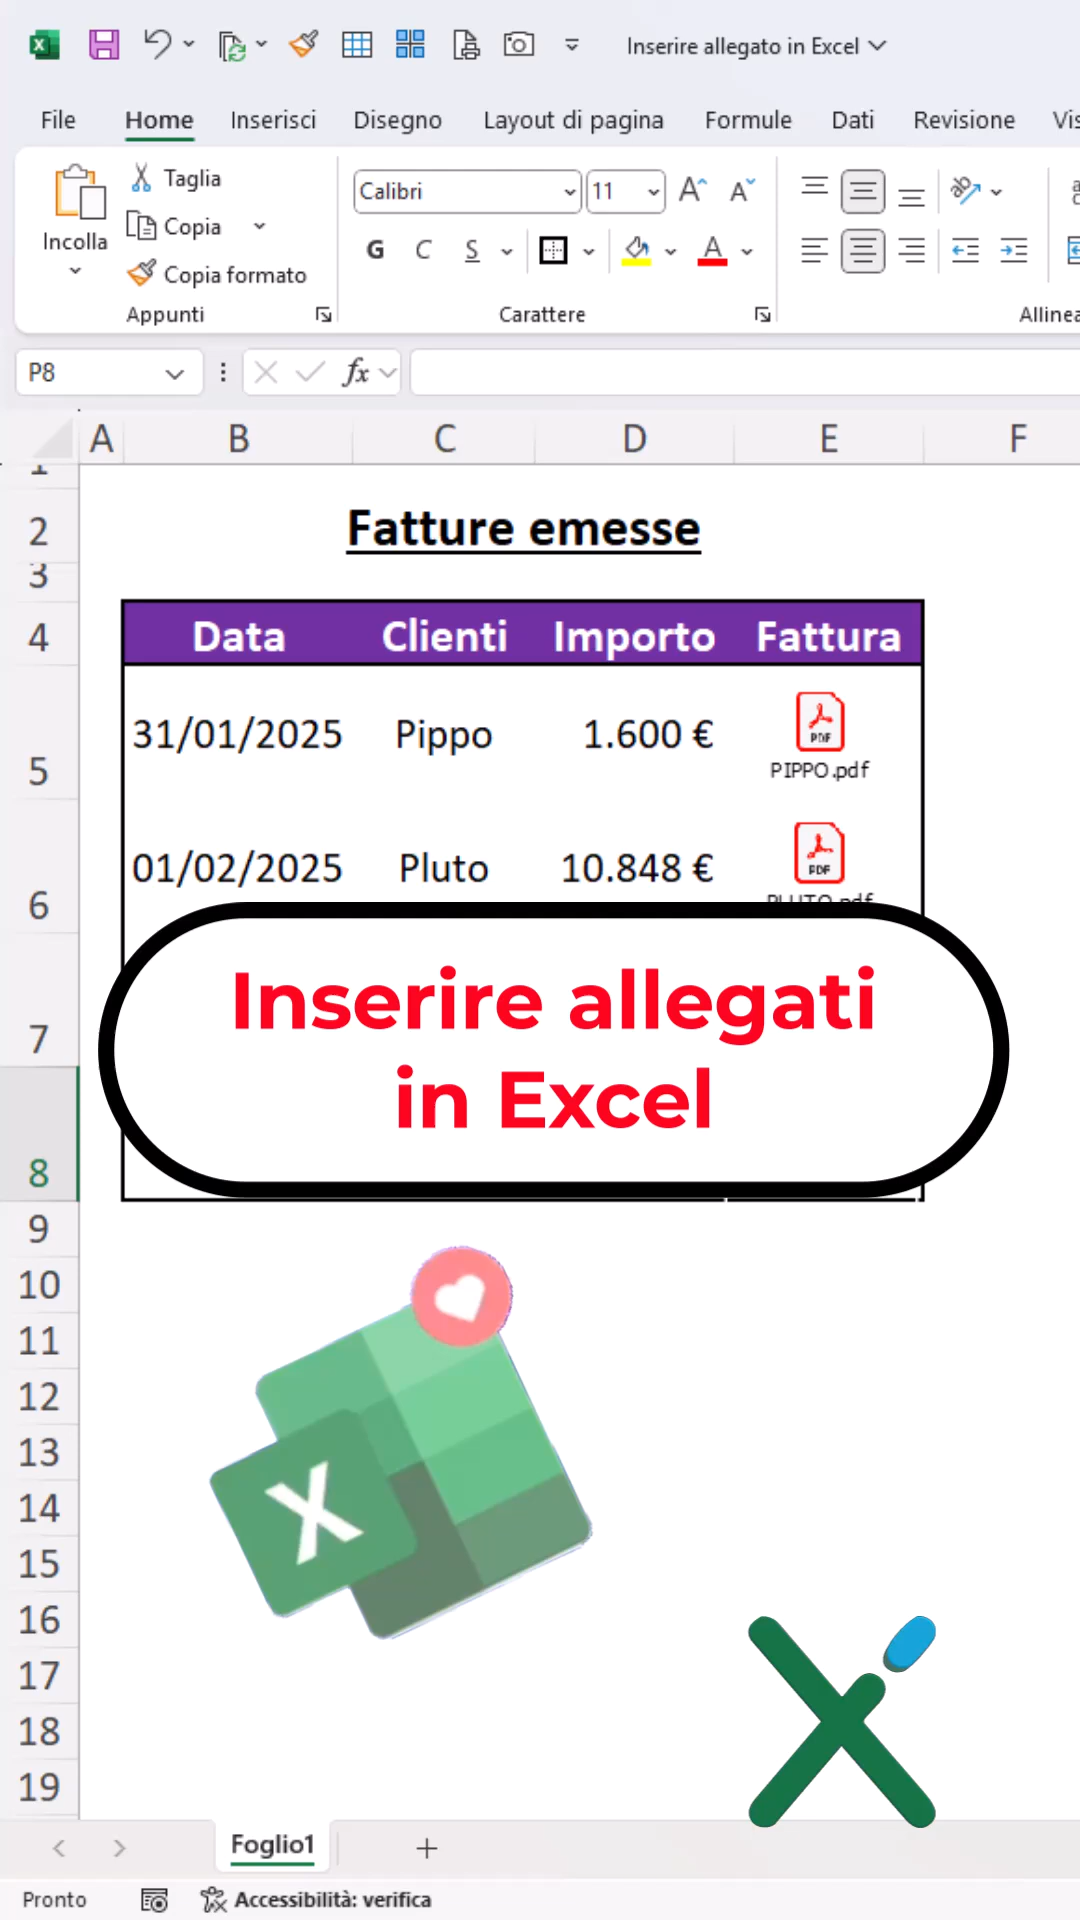 Inserire allegato in Excel
File Home Inserisci Disegno Layout di pagina Formule Dati Revisione
Incolla
Taglia
Copia
Copia formato
Appunti
Calibri 11
G C S
Carattere
P8
fx
A B C D E F
1
2 Fatture emesse
3
4 Data Clienti Importo Fattura
5 31/01/2025 Pippo 1.600 € PDF
PIPPO.pdf
6 01/02/2025 Pluto 10.848 € PDF
PLUTO.pdf
7
Inserire allegati
in Excel
8
9
10
11
12
13
14
15
16
17
18
19
Foglio1
Pronto Accessibilità: verifica